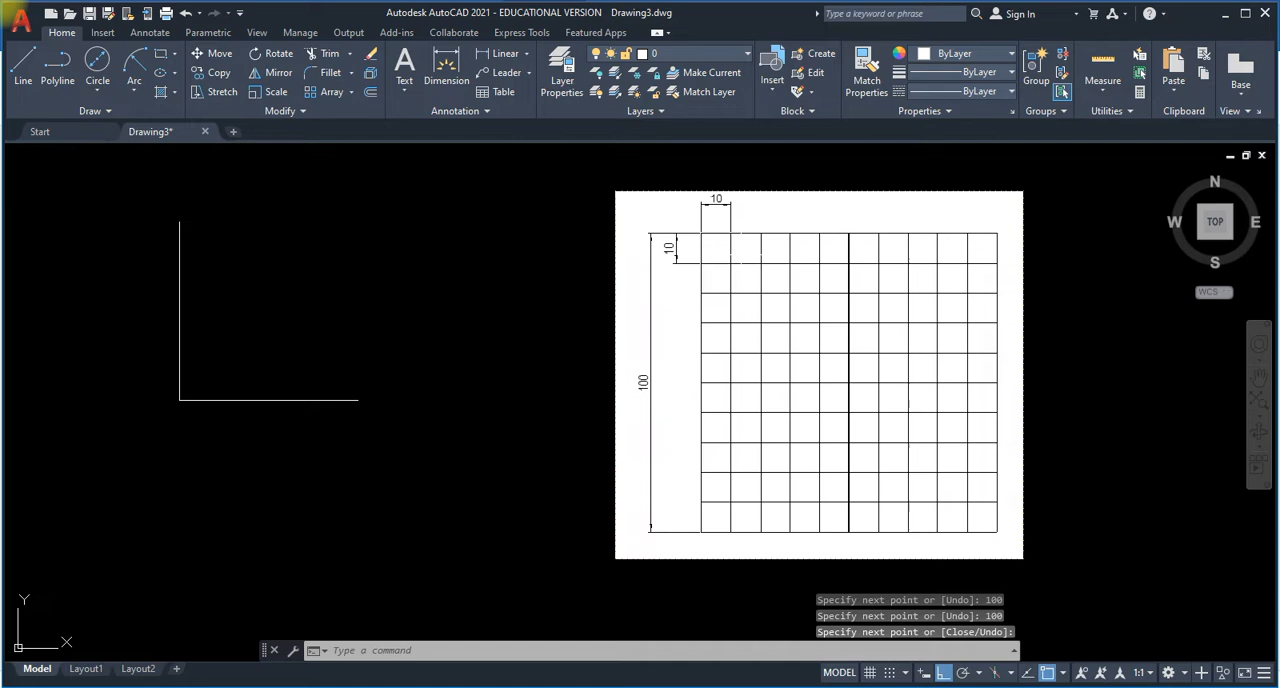 Autodesk AutoCAD 2021 - EDUCATIONAL VERSION Drawing3.dwg
Type a keyword or phrase
Sign In
Home Insert Annotate Parametric View Manage Output Add-ins Collaborate Express Tools Featured Apps
Move Rotate Trim Linear 0 Create ByLayer
Line Polyline Circle Arc Copy Mirror Fillet Text Dimension Leader Layer Properties Make Current Insert Edit Match Properties ByLayer Group Measure Paste Base
Stretch Scale Array Table Match Layer ByLayer
Draw Modify Annotation Layers Block Properties Groups Utilities Clipboard View
Start Drawing3*
N
W TOP E
S
WCS
10
10
100
Y
X
Specify next point or [Undo]: 100
Specify next point or [Undo]: 100
Specify next point or [Close/Undo]:
Type a command
Model Layout1 Layout2 MODEL 1:1